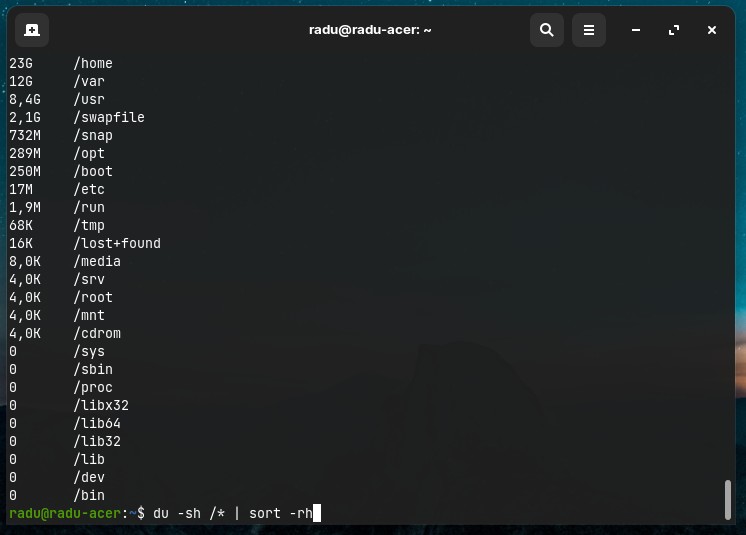 radu@radu-acer: ~
23G /home
12G /var
8,4G /usr
2,1G /swapfile
732M /snap
289M /opt
250M /boot
17M /etc
1,9M /run
68K /tmp
16K /lost+found
8,0K /media
4,0K /srv
4,0K /root
4,0K /mnt
4,0K /cdrom
0 /sys
0 /sbin
0 /proc
0 /libx32
0 /lib64
0 /lib32
0 /lib
0 /dev
0 /bin
radu@radu-acer:~$ du -sh /* | sort -rh